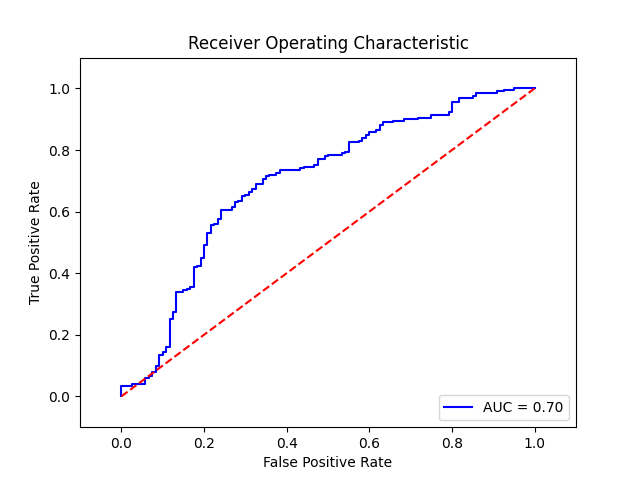 Receiver Operating Characteristic
True Positive Rate
1.0
0.8
0.6
0.4
0.2
0.0
AUC = 0.70
0.0 0.2 0.4 0.6 0.8 1.0
False Positive Rate